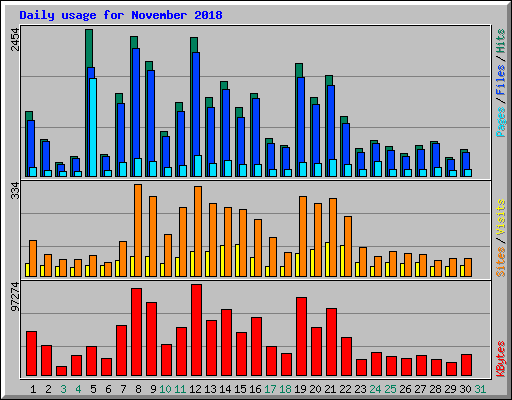 Daily usage for November 2018
2454
Pages / Files / Hits
334
Sites / Visits
97274
KBytes
1 2 3 4 5 6 7 8 9 10 11 12 13 14 15 16 17 18 19 20 21 22 23 24 25 26 27 28 29 30 31